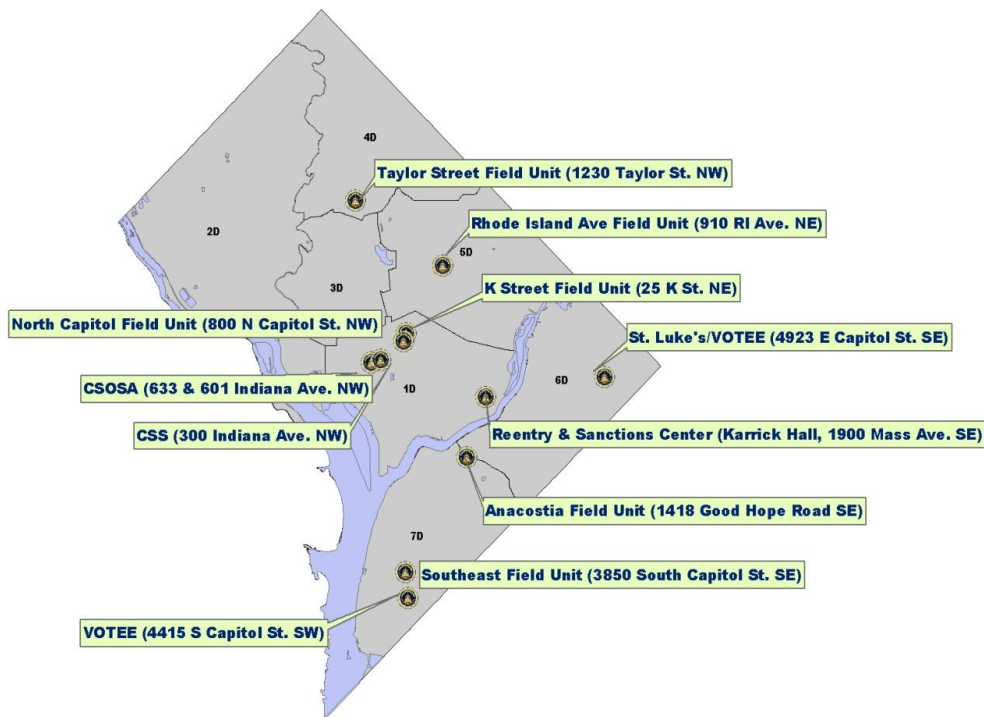 4D
Taylor Street Field Unit (1230 Taylor St. NW)
2D
Rhode Island Ave Field Unit (910 RI Ave. NE)
5D
3D
K Street Field Unit (25 K St. NE)
North Capitol Field Unit (800 N Capitol St. NW)
St. Luke's/VOTEE (4923 E Capitol St. SE)
6D
CSOSA (633 & 601 Indiana Ave. NW)
1D
CSS (300 Indiana Ave. NW)
Reentry & Sanctions Center (Karrick Hall, 1900 Mass Ave. SE)
Anacostia Field Unit (1418 Good Hope Road SE)
7D
Southeast Field Unit (3850 South Capitol St. SE)
VOTEE (4415 S Capitol St. SW)